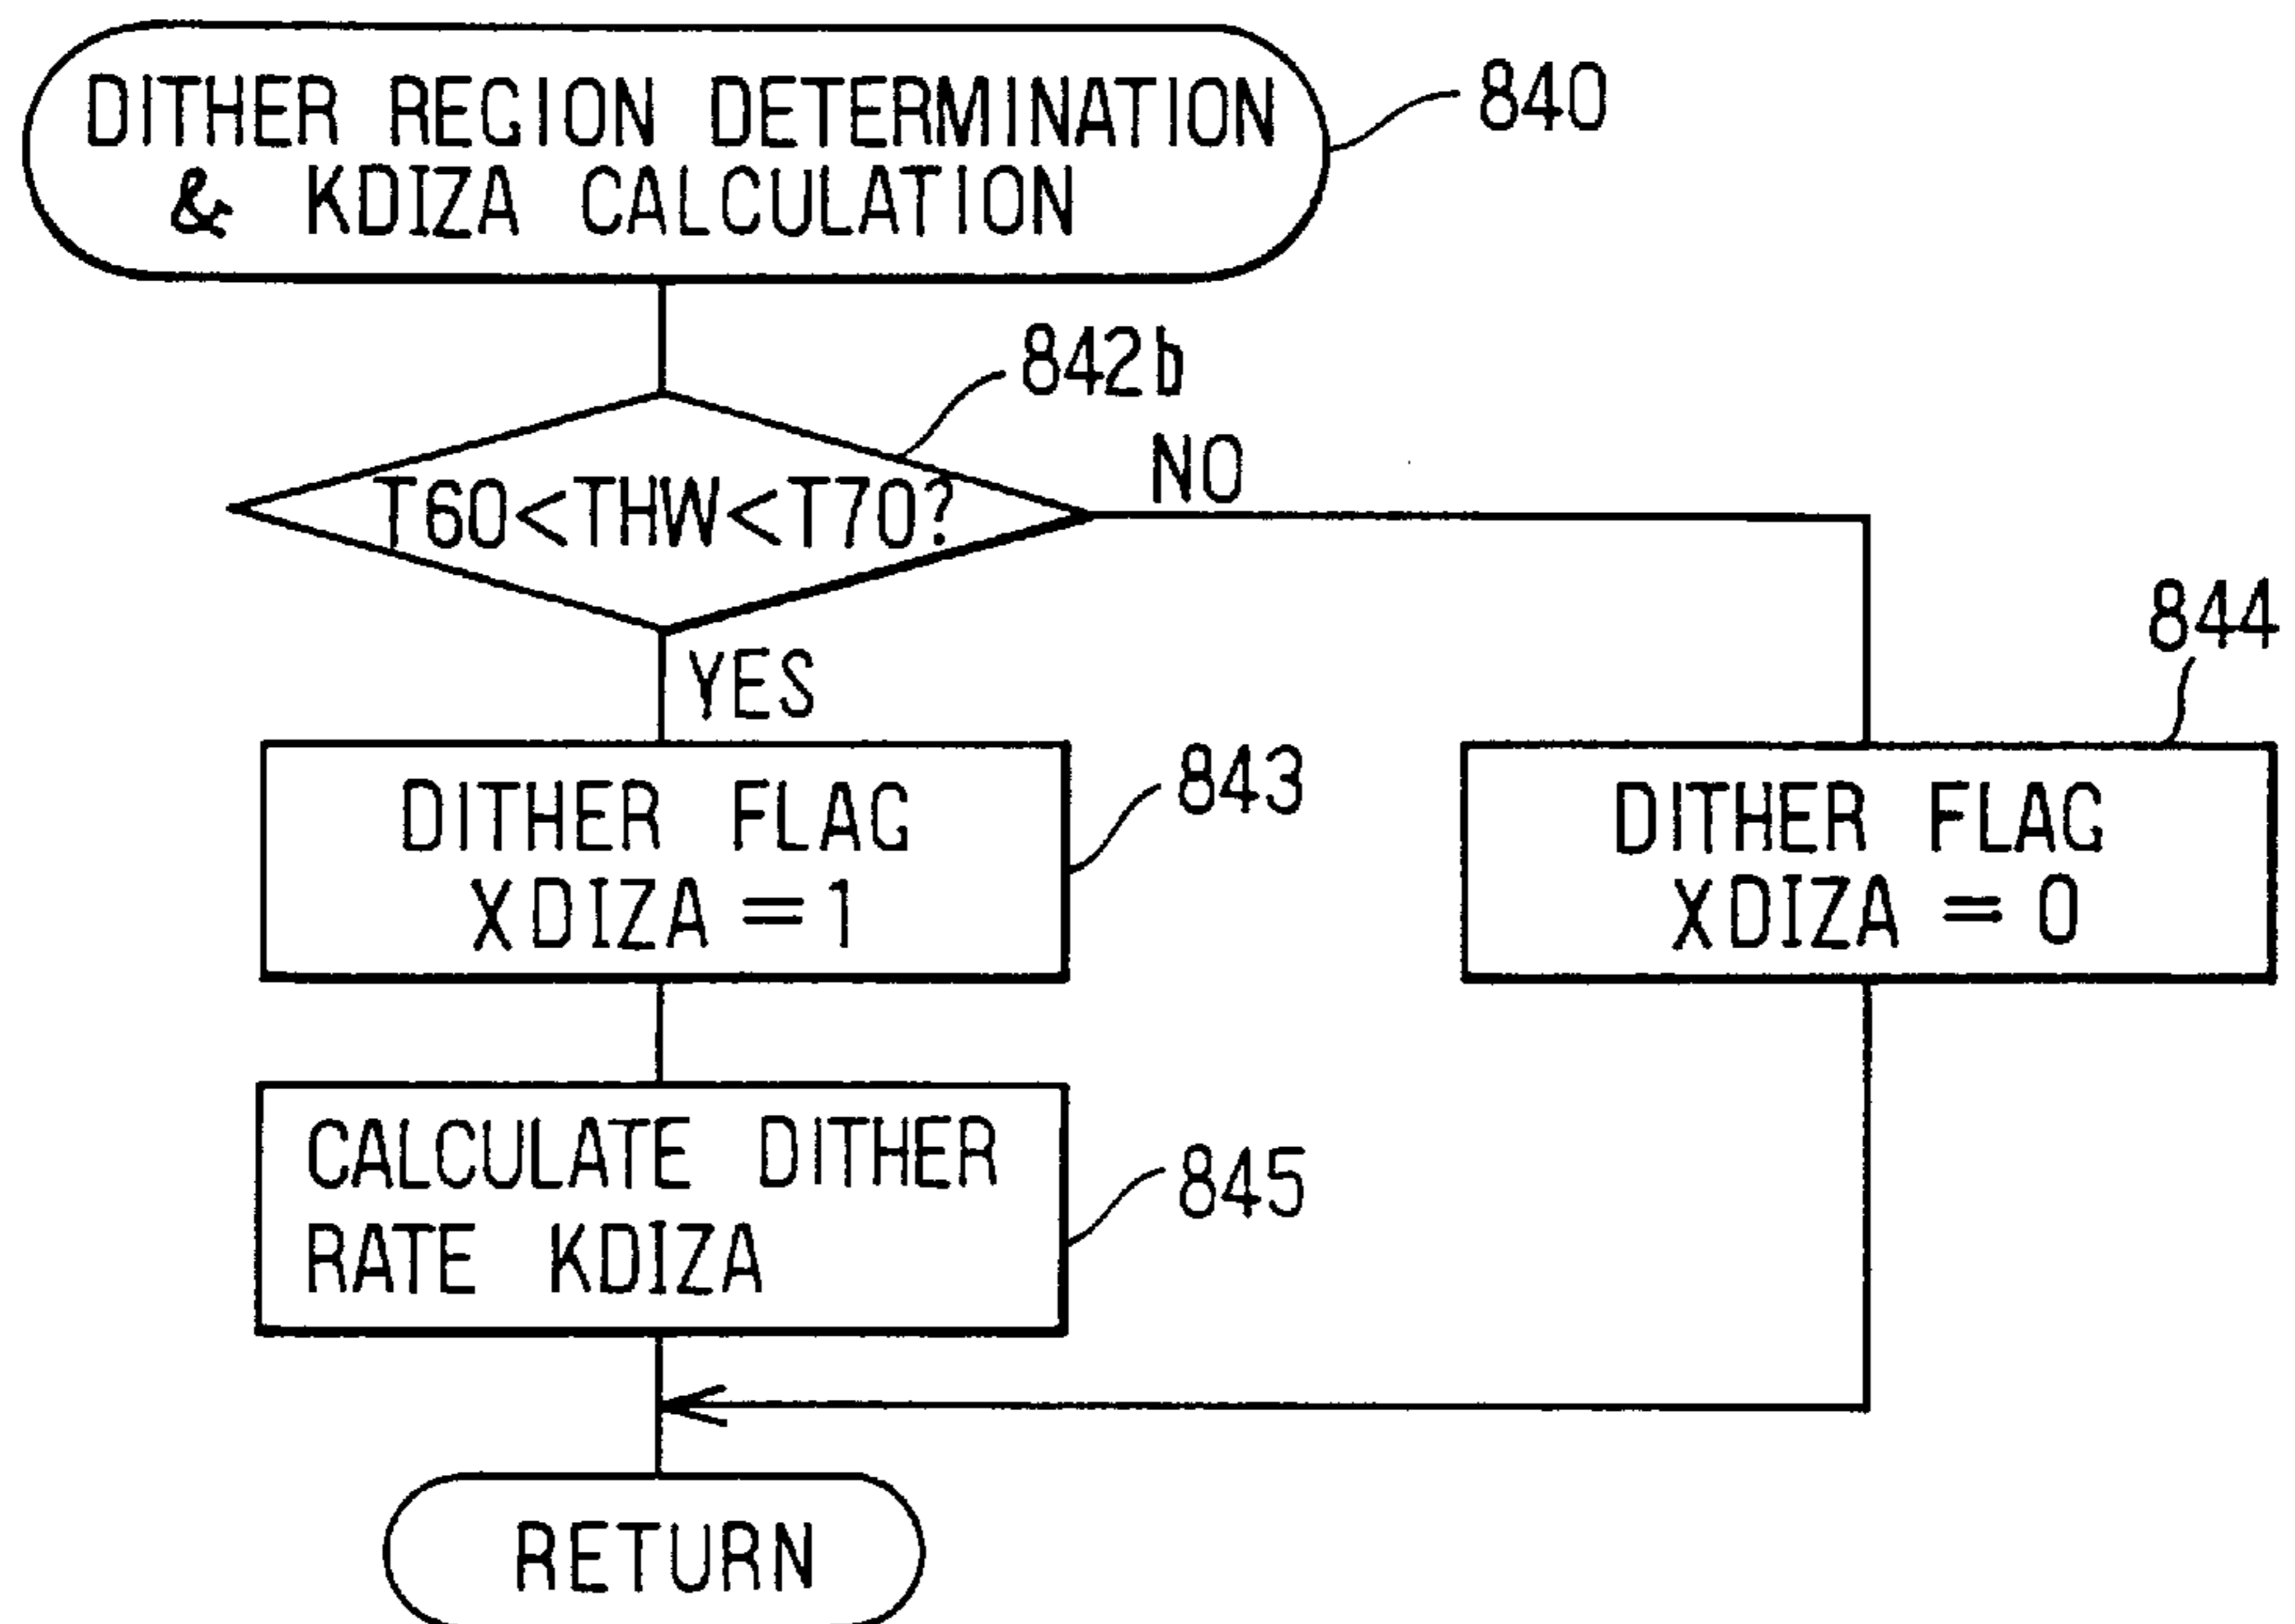 DITHER REGION DETERMINATION
& KDIZA CALCULATION
840
842b
T60<THW<T70?
NO
YES
844
DITHER FLAG
XDIZA = 1
843
DITHER FLAG
XDIZA = 0
CALCULATE DITHER
RATE KDIZA
845
RETURN